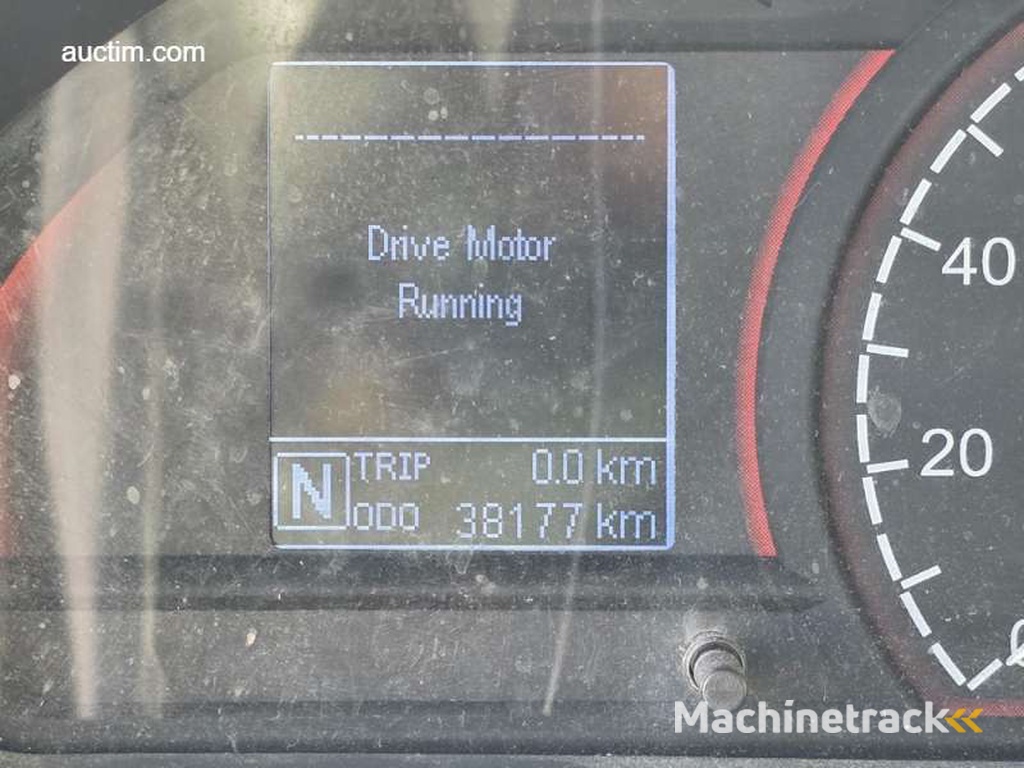 auctim.com
Drive Motor
Running
N
TRIP 0.0 km
ODO 38177 km
40
20
Machinetrack